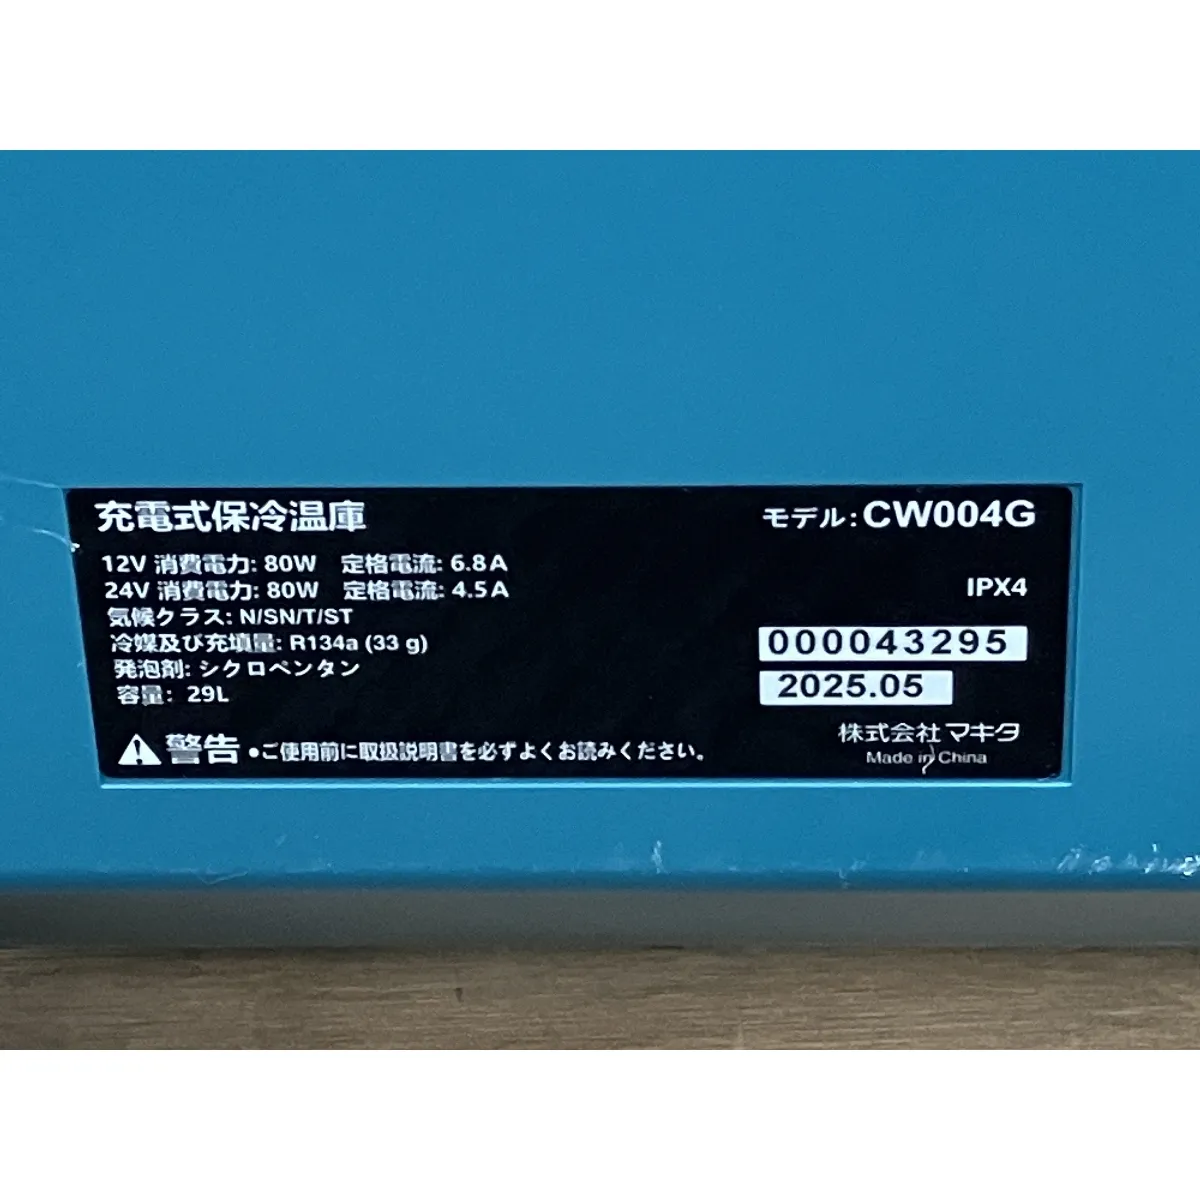 充電式保冷温庫
モデル:CW004G
12V 消費電力: 80W 定格電流: 6.8A
24V 消費電力: 80W 定格電流: 4.5A
気候クラス: N/SN/T/ST
IPX4
冷媒及び充填量: R134a (33 g)
000043295
発泡剤: シクロペンタン
2025.05
容量: 29L
株式会社マキタ
Made in China
警告 •ご使用前に取扱説明書を必ずよくお読みください。